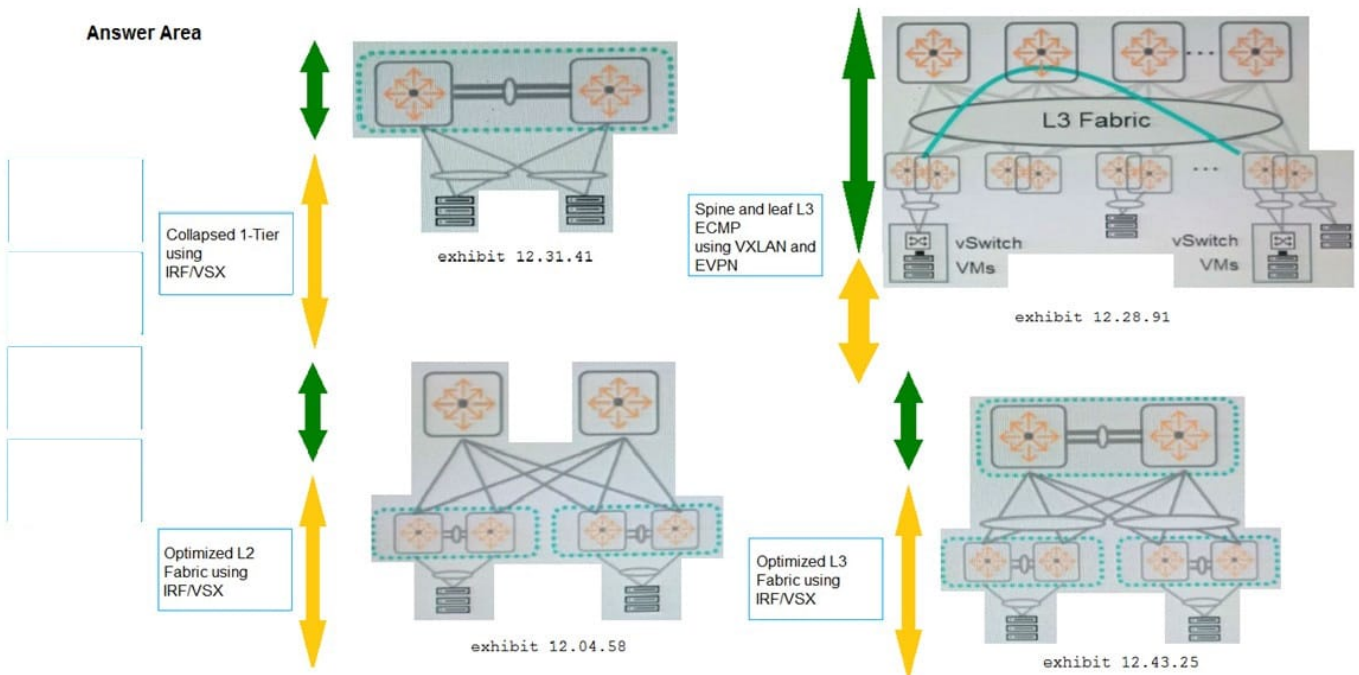 Answer Area
Collapsed 1-Tier
using
IRF/VSX
exhibit 12.31.41
Optimized L2
Fabric using
IRF/VSX
exhibit 12.04.58
L3 Fabric
Spine and leaf L3
ECMP
using VXLAN and
EVPN
vSwitch
VMs
vSwitch
VMs
exhibit 12.28.91
Optimized L3
Fabric using
IRF/VSX
exhibit 12.43.25